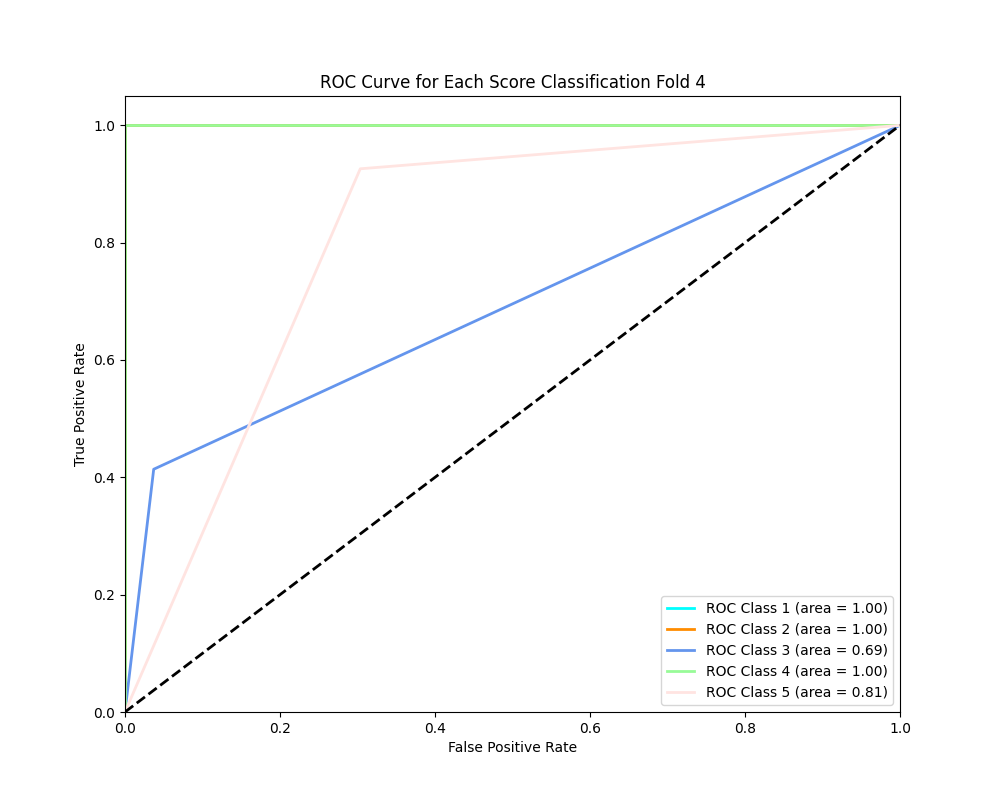 ROC Curve for Each Score Classification Fold 4
True Positive Rate
1.0
0.8
0.6
0.4
0.2
0.0
ROC Class 1 (area = 1.00)
ROC Class 2 (area = 1.00)
ROC Class 3 (area = 0.69)
ROC Class 4 (area = 1.00)
ROC Class 5 (area = 0.81)
0.0 0.2 0.4 0.6 0.8 1.0
False Positive Rate